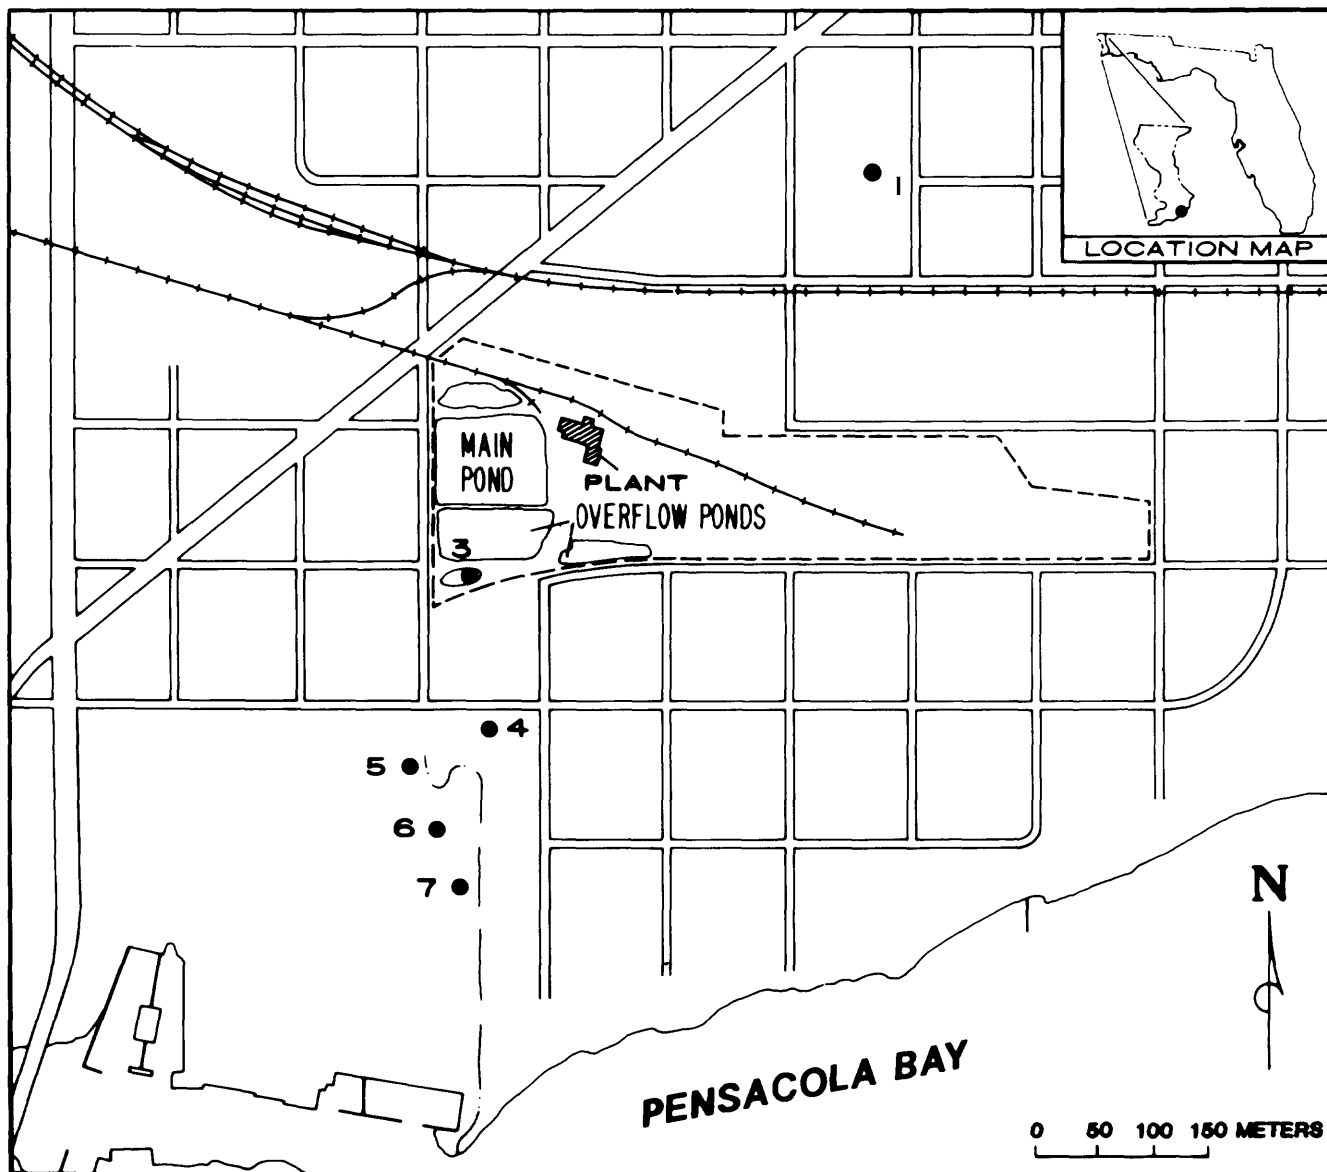 1
LOCATION MAP
MAIN
POND
PLANT
OVERFLOW PONDS
3
4
5
6
7
N
PENSACOLA BAY
0 50 100 150 METERS